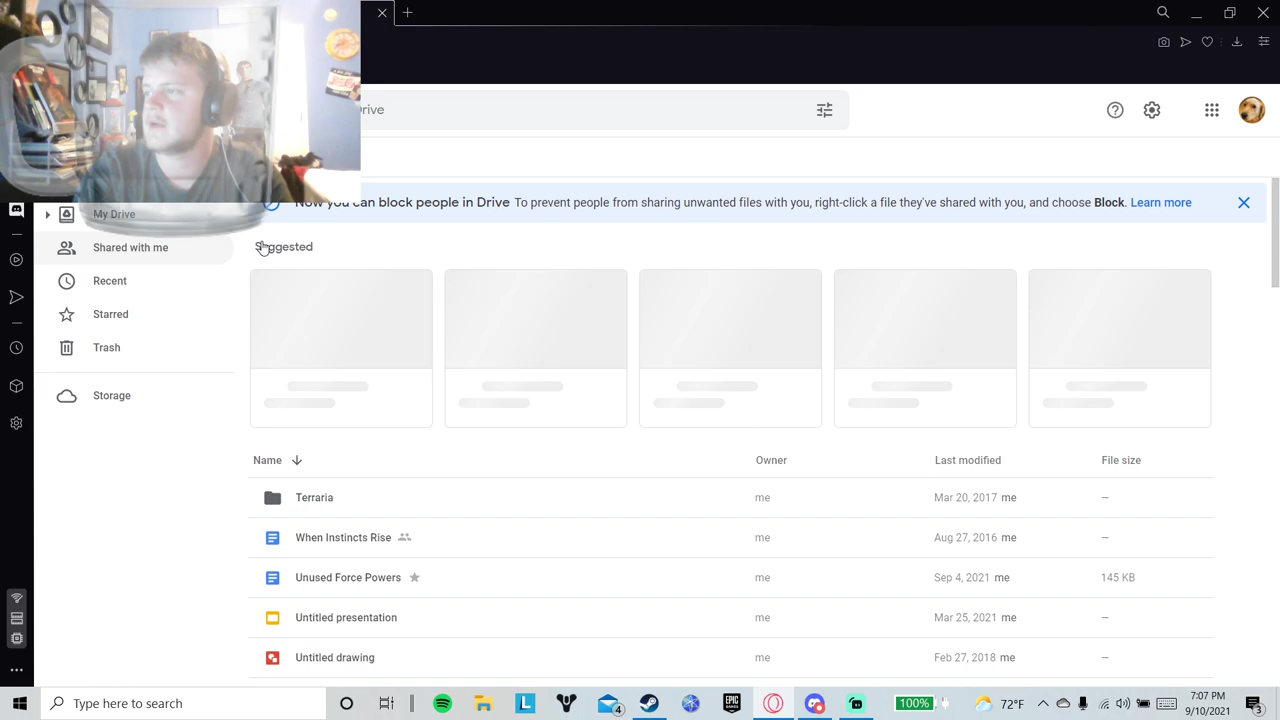 Drive
Now you can block people in Drive To prevent people from sharing unwanted files with you, right-click a file they've shared with you, and choose Block. Learn more
My Drive
Shared with me
Recent
Starred
Trash
Storage
Suggested
Name Owner Last modified File size
Terraria me Mar 20, 2017 me —
When Instincts Rise me Aug 27, 2016 me —
Unused Force Powers me Sep 4, 2021 me 145 KB
Untitled presentation me Mar 25, 2021 me —
Untitled drawing me Feb 27, 2018 me —
Type here to search
L
4
EPIC GAMES
100%
72°F
7:07 PM
9/10/2021
3